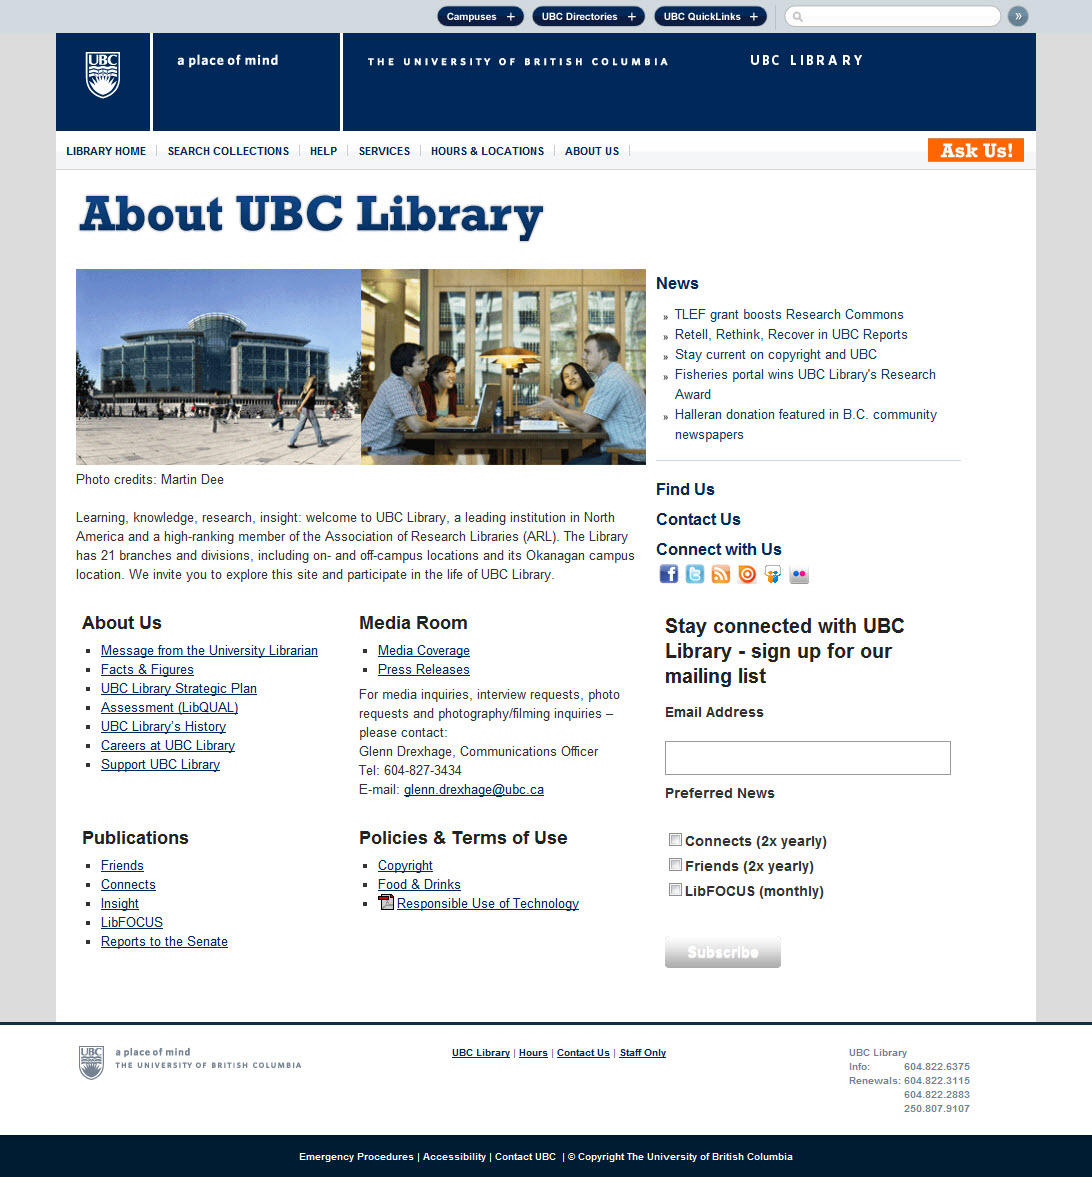 Campuses +
UBC Directories +
UBC QuickLinks +
»
UBC
a place of mind
THE UNIVERSITY OF BRITISH COLUMBIA
UBC LIBRARY
LIBRARY HOME
SEARCH COLLECTIONS
HELP
SERVICES
HOURS & LOCATIONS
ABOUT US
Ask Us!
About UBC Library
Photo credits: Martin Dee
Learning, knowledge, research, insight: welcome to UBC Library, a leading institution in North
America and a high-ranking member of the Association of Research Libraries (ARL). The Library
has 21 branches and divisions, including on- and off-campus locations and its Okanagan campus
location. We invite you to explore this site and participate in the life of UBC Library.
About Us
Message from the University Librarian
Facts & Figures
UBC Library Strategic Plan
Assessment (LibQUAL)
UBC Library's History
Careers at UBC Library
Support UBC Library
Media Room
Media Coverage
Press Releases
For media inquiries, interview requests, photo
requests and photography/filming inquiries –
please contact:
Glenn Drexhage, Communications Officer
Tel: 604-827-3434
E-mail: glenn.drexhage@ubc.ca
Publications
Friends
Connects
Insight
LibFOCUS
Reports to the Senate
Policies & Terms of Use
Copyright
Food & Drinks
Responsible Use of Technology
News
» TLEF grant boosts Research Commons
» Retell, Rethink, Recover in UBC Reports
» Stay current on copyright and UBC
» Fisheries portal wins UBC Library's Research
Award
» Halleran donation featured in B.C. community
newspapers
Find Us
Contact Us
Connect with Us
Stay connected with UBC
Library - sign up for our
mailing list
Email Address
Preferred News
Connects (2x yearly)
Friends (2x yearly)
LibFOCUS (monthly)
Subscribe
UBC
a place of mind
THE UNIVERSITY OF BRITISH COLUMBIA
UBC Library | Hours | Contact Us | Staff Only
UBC Library
Info: 604.822.6375
Renewals: 604.822.3115
604.822.2883
250.807.9107
Emergency Procedures | Accessibility | Contact UBC | © Copyright The University of British Columbia